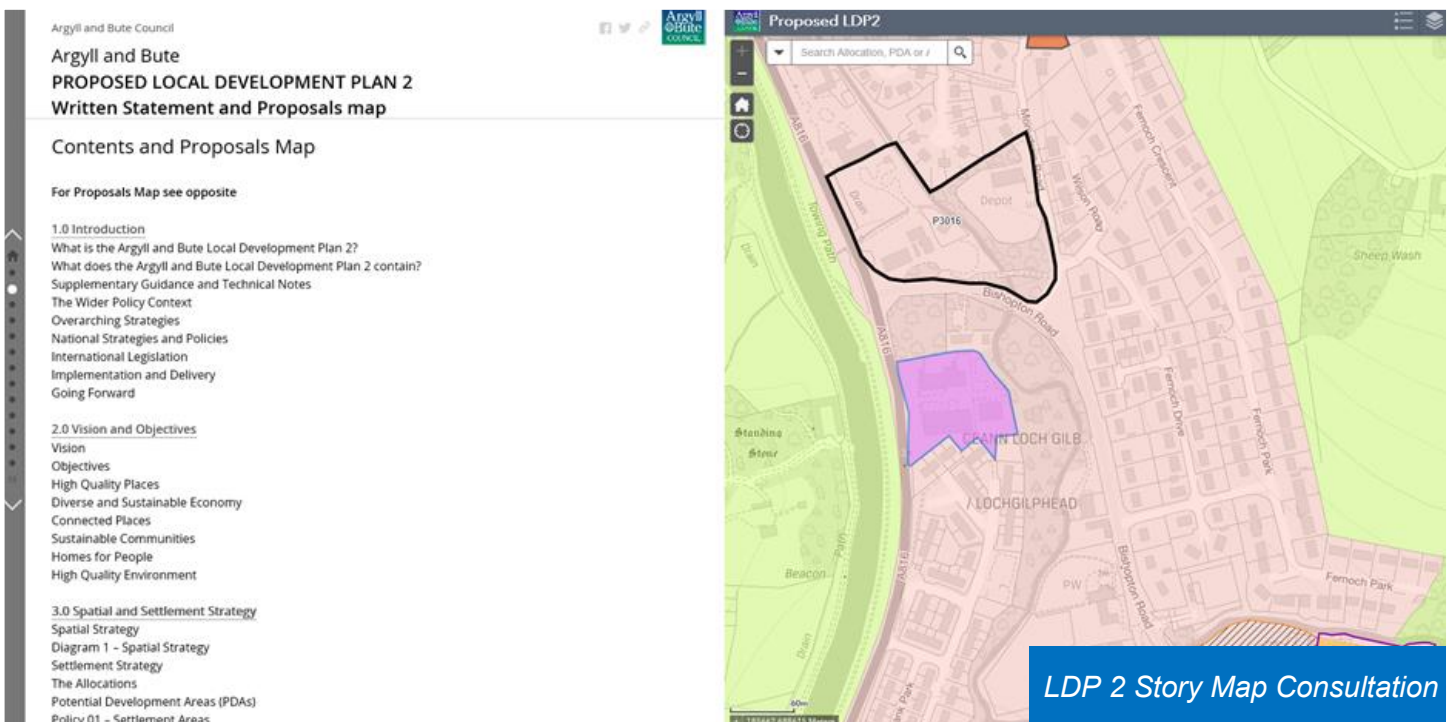 Argyll and Bute Council
Argyll and Bute
PROPOSED LOCAL DEVELOPMENT PLAN 2
Written Statement and Proposals map
Contents and Proposals Map
For Proposals Map see opposite
1.0 Introduction
What is the Argyll and Bute Local Development Plan 2?
What does the Argyll and Bute Local Development Plan 2 contain?
Supplementary Guidance and Technical Notes
The Wider Policy Context
Overarching Strategies
National Strategies and Policies
International Legislation
Implementation and Delivery
Going Forward
2.0 Vision and Objectives
Vision
Objectives
High Quality Places
Diverse and Sustainable Economy
Connected Places
Sustainable Communities
Homes for People
High Quality Environment
3.0 Spatial and Settlement Strategy
Spatial Strategy
Diagram 1 – Spatial Strategy
Settlement Strategy
The Allocations
Potential Development Areas (PDAs)
Policy 01 – Settlement Areas
Argyll
&Bute
COUNCIL
Proposed LDP2
Search Allocation, PDA or
A816
Fernoch Crescent
Drain
Depot
Wilson Road
P3016
Towing Path
Drain
Sheep Wash
Bishopton Road
A816
Fernoch Drive
Fernoch Park
Standing
Stone
CEANN LOCH GILB
/ LOCHGILPHEAD
Path
A816
Beacon
PW
Bishopton Road
Fernoch Park
Drain
Park
60m
LDP 2 Story Map Consultation